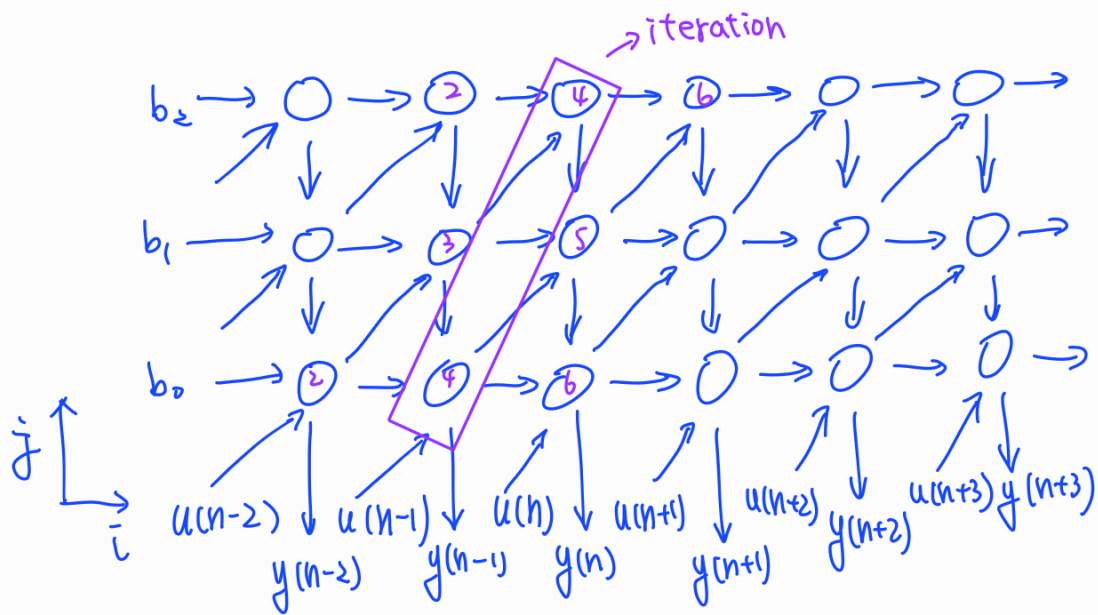 iteration
b₂ 2 4 6
b₁ 3 5
b₀ 2 4 6
j
i
u(n-2) u(n-1) u(n) u(n+1) u(n+2) u(n+3) y(n+3)
y(n-2) y(n-1) y(n) y(n+1) y(n+2)